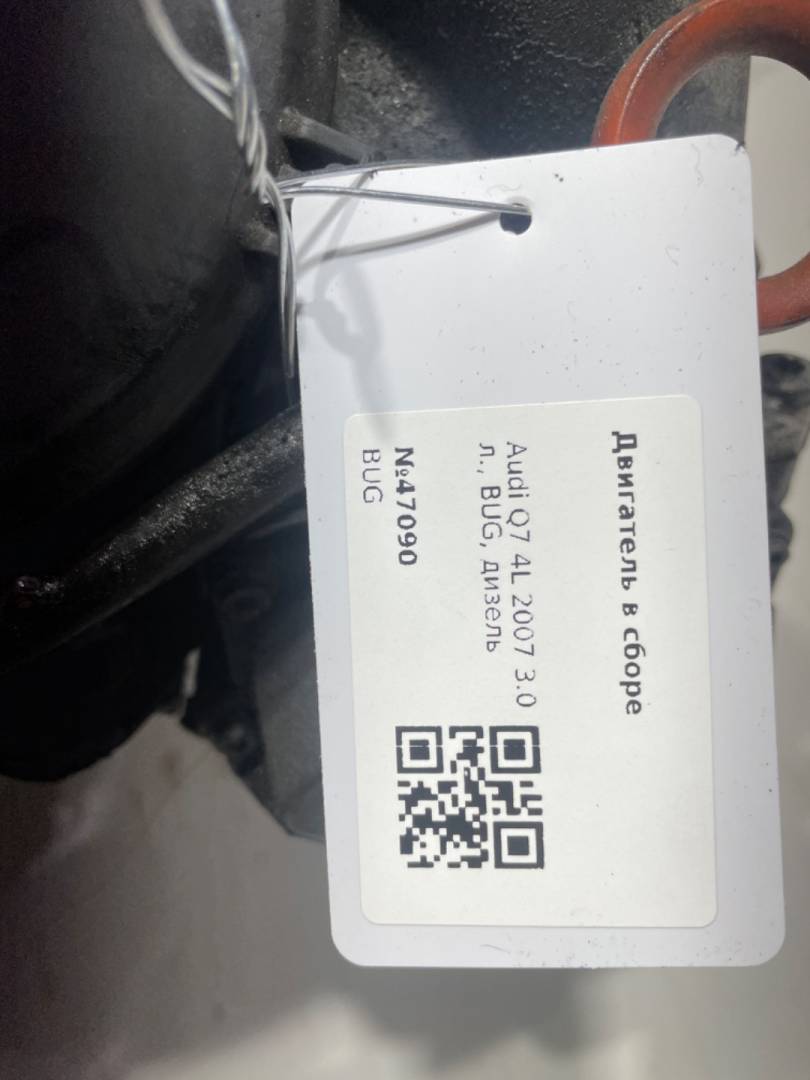 Двигатель в сборе
Audi Q7 4L 2007 3.0
л., BUG, дизель
№47090
BUG